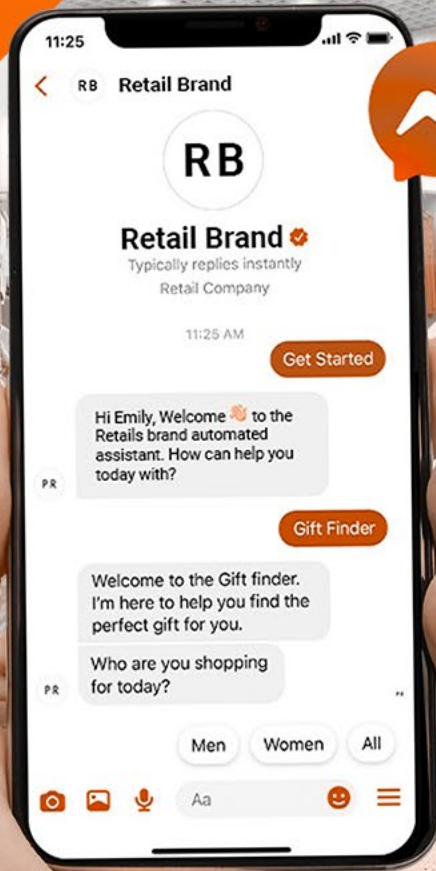 11:25
RB Retail Brand
RB
Retail Brand
Typically replies instantly
Retail Company
11:25 AM
Get Started
Hi Emily, Welcome 👋 to the
Retails brand automated
assistant. How can help you
today with?
PR
Gift Finder
Welcome to the Gift finder.
I'm here to help you find the
perfect gift for you.
Who are you shopping
for today?
PR
Men Women All
Aa